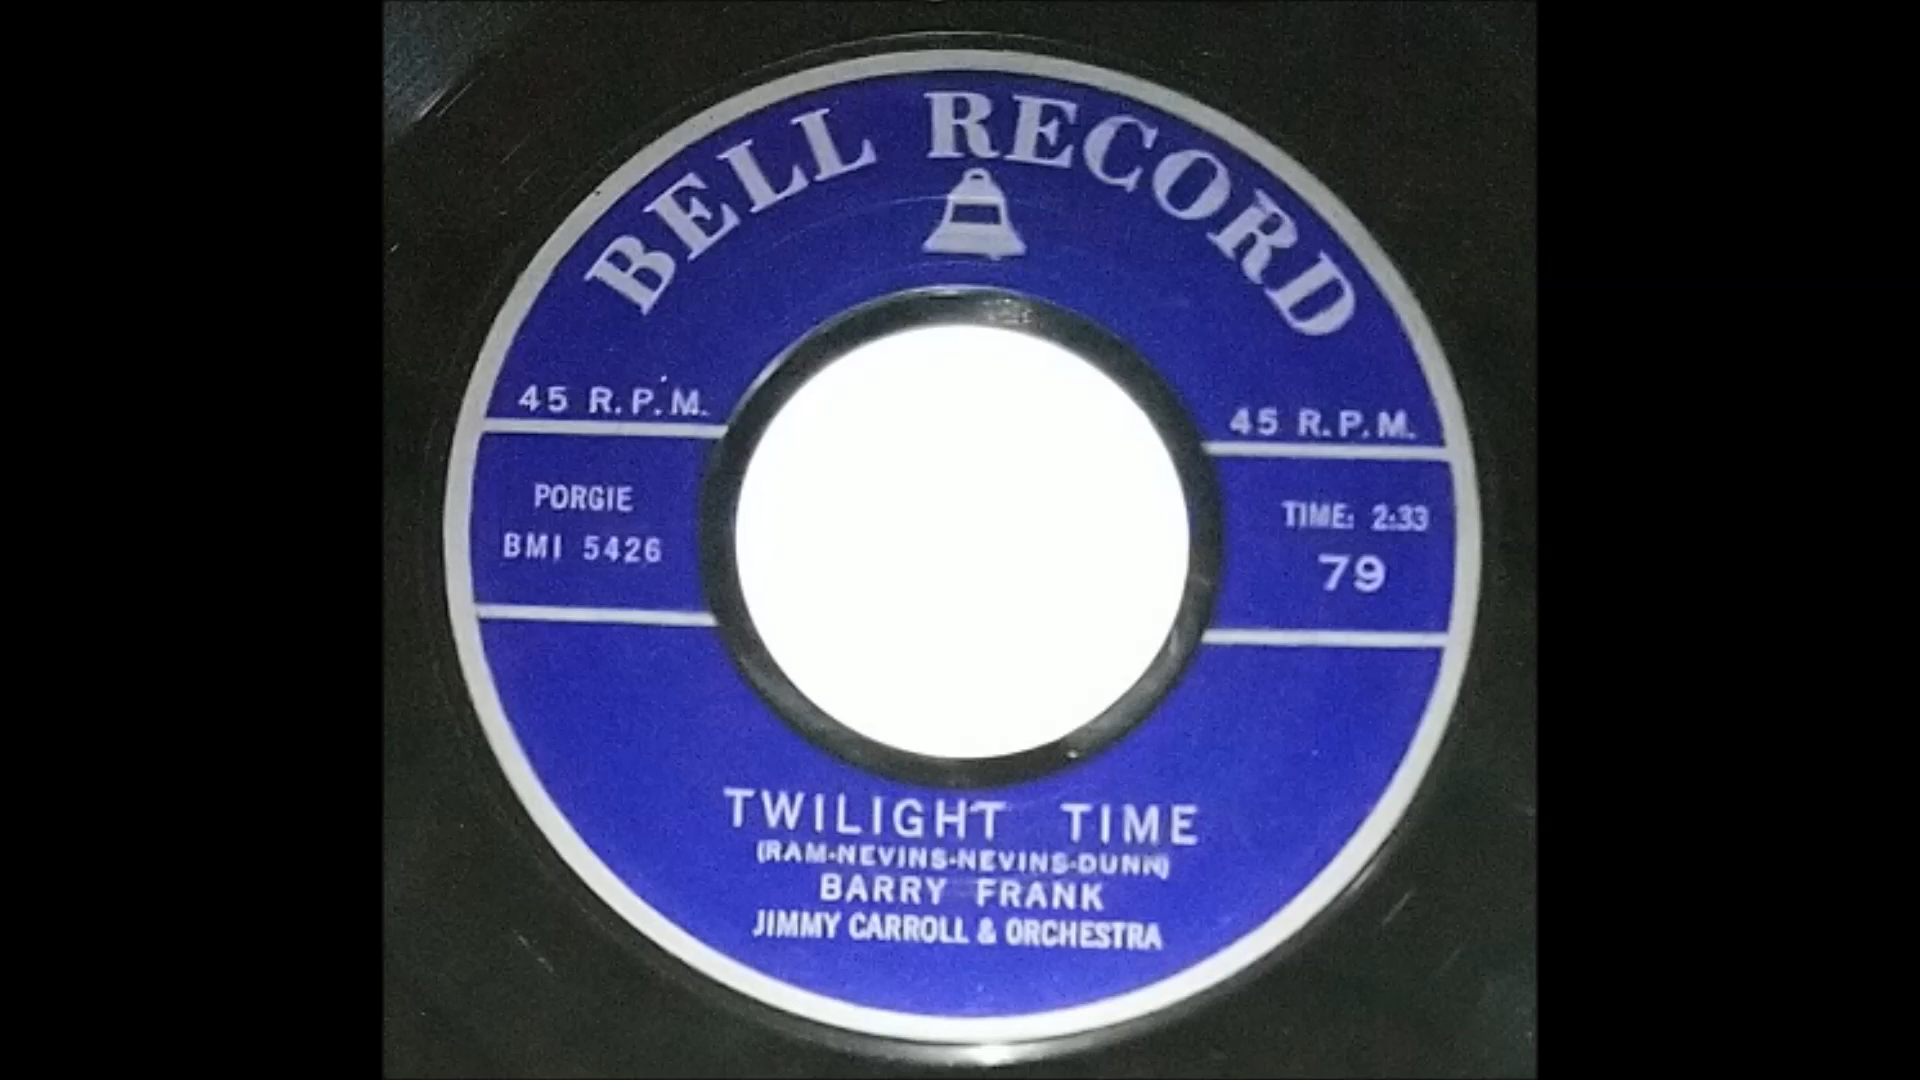 BELL RECORD
45 R.P.M.
45 R.P.M.
PORGIE
BMI 5426
TIME: 2:33
79
TWILIGHT TIME
(RAM-NEVINS-NEVINS-DUNN)
BARRY FRANK
JIMMY CARROLL & ORCHESTRA